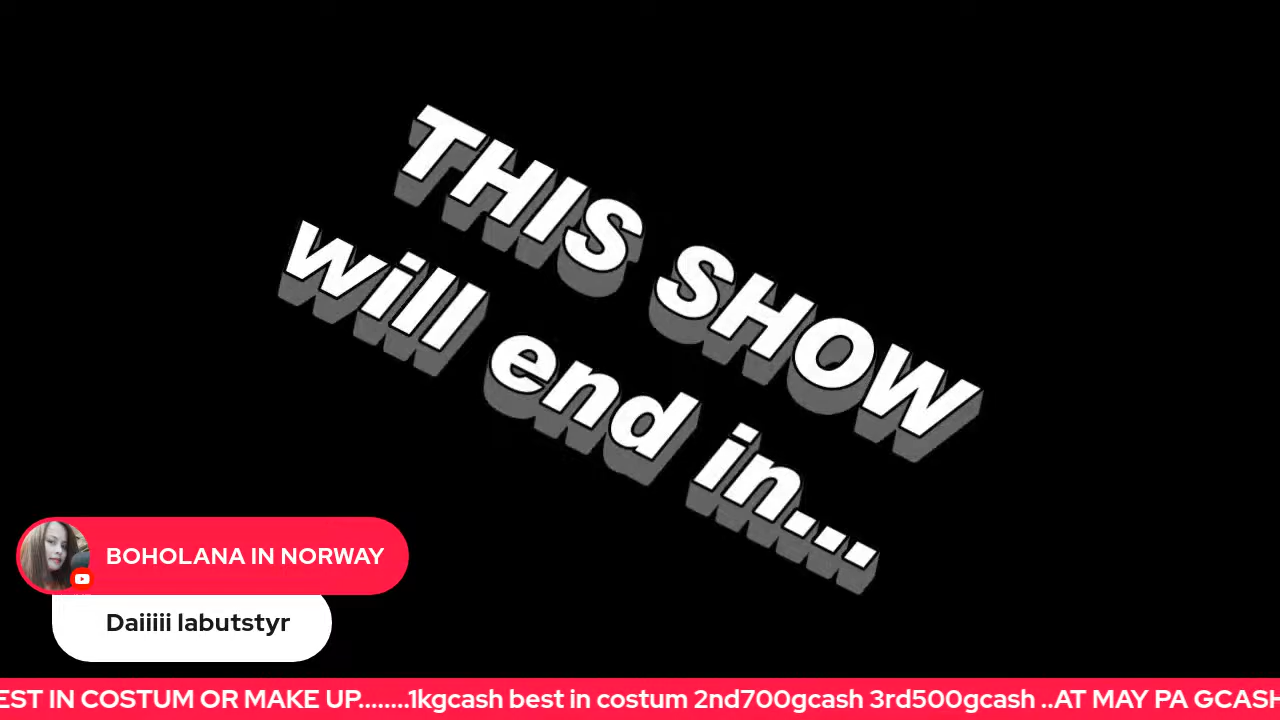 THIS SHOW
will end in...
BOHOLANA IN NORWAY
Daiiiii labutstyr
EST IN COSTUM OR MAKE UP........1kgcash best in costum 2nd700gcash 3rd500gcash ..AT MAY PA GCASH